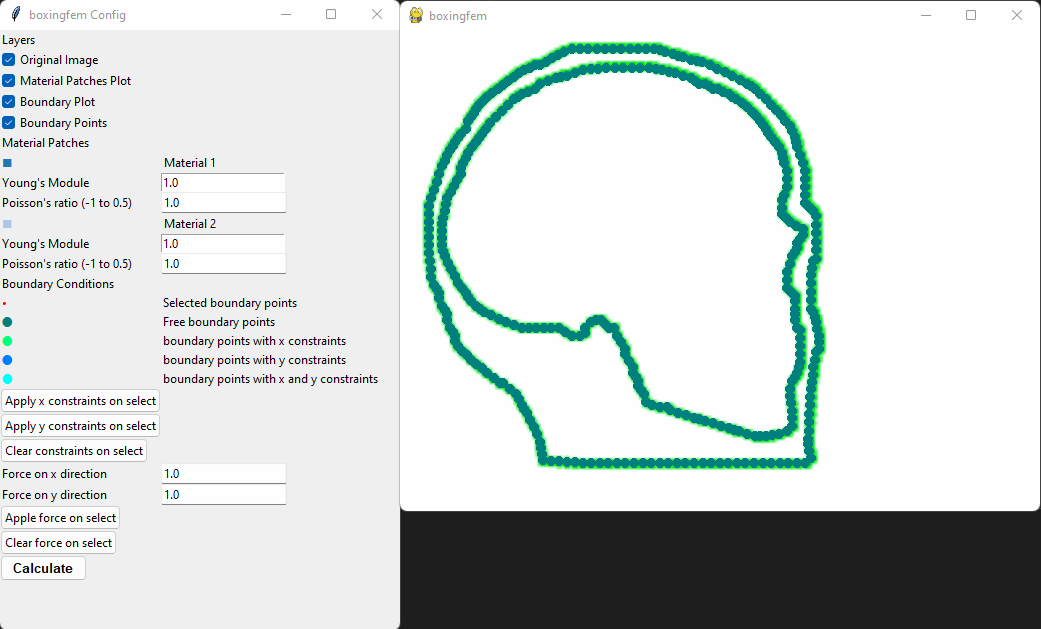 boxingfem Config
Layers
Original Image
Material Patches Plot
Boundary Plot
Boundary Points
Material Patches
Material 1
Young's Module 1.0
Poisson's ratio (-1 to 0.5) 1.0
Material 2
Young's Module 1.0
Poisson's ratio (-1 to 0.5) 1.0
Boundary Conditions
Selected boundary points
Free boundary points
boundary points with x constraints
boundary points with y constraints
boundary points with x and y constraints
Apply x constraints on select
Apply y constraints on select
Clear constraints on select
Force on x direction 1.0
Force on y direction 1.0
Apple force on select
Clear force on select
Calculate
boxingfem